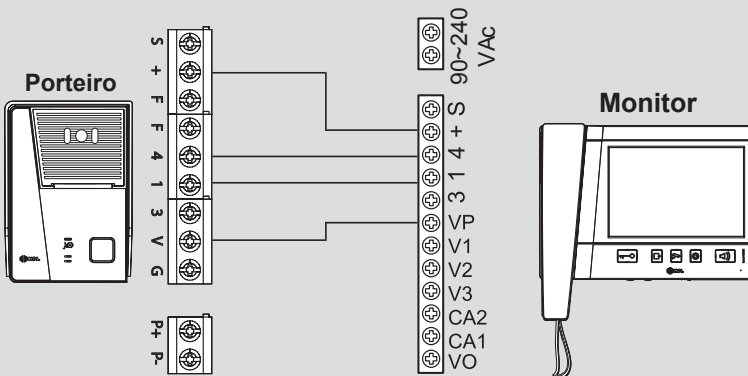 Porteiro
S
+
F
F
4
1
3
V
G
P+
P-
90~240
VAc
S
+
4
1
3
VP
V1
V2
V3
CA2
CA1
VO
Monitor